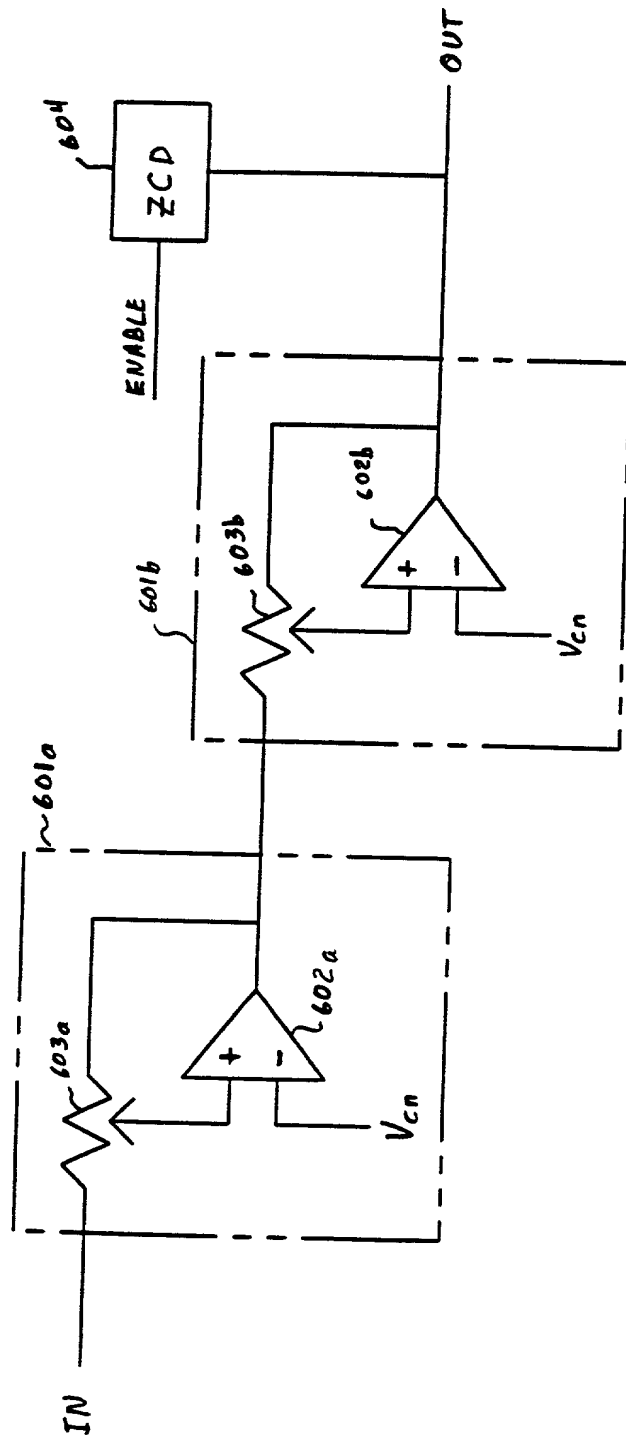 IN
603a
+
-
602a
Vcn
~601a
601b
603b
602b
+
-
Vcn
ENABLE
604
ZCD
OUT